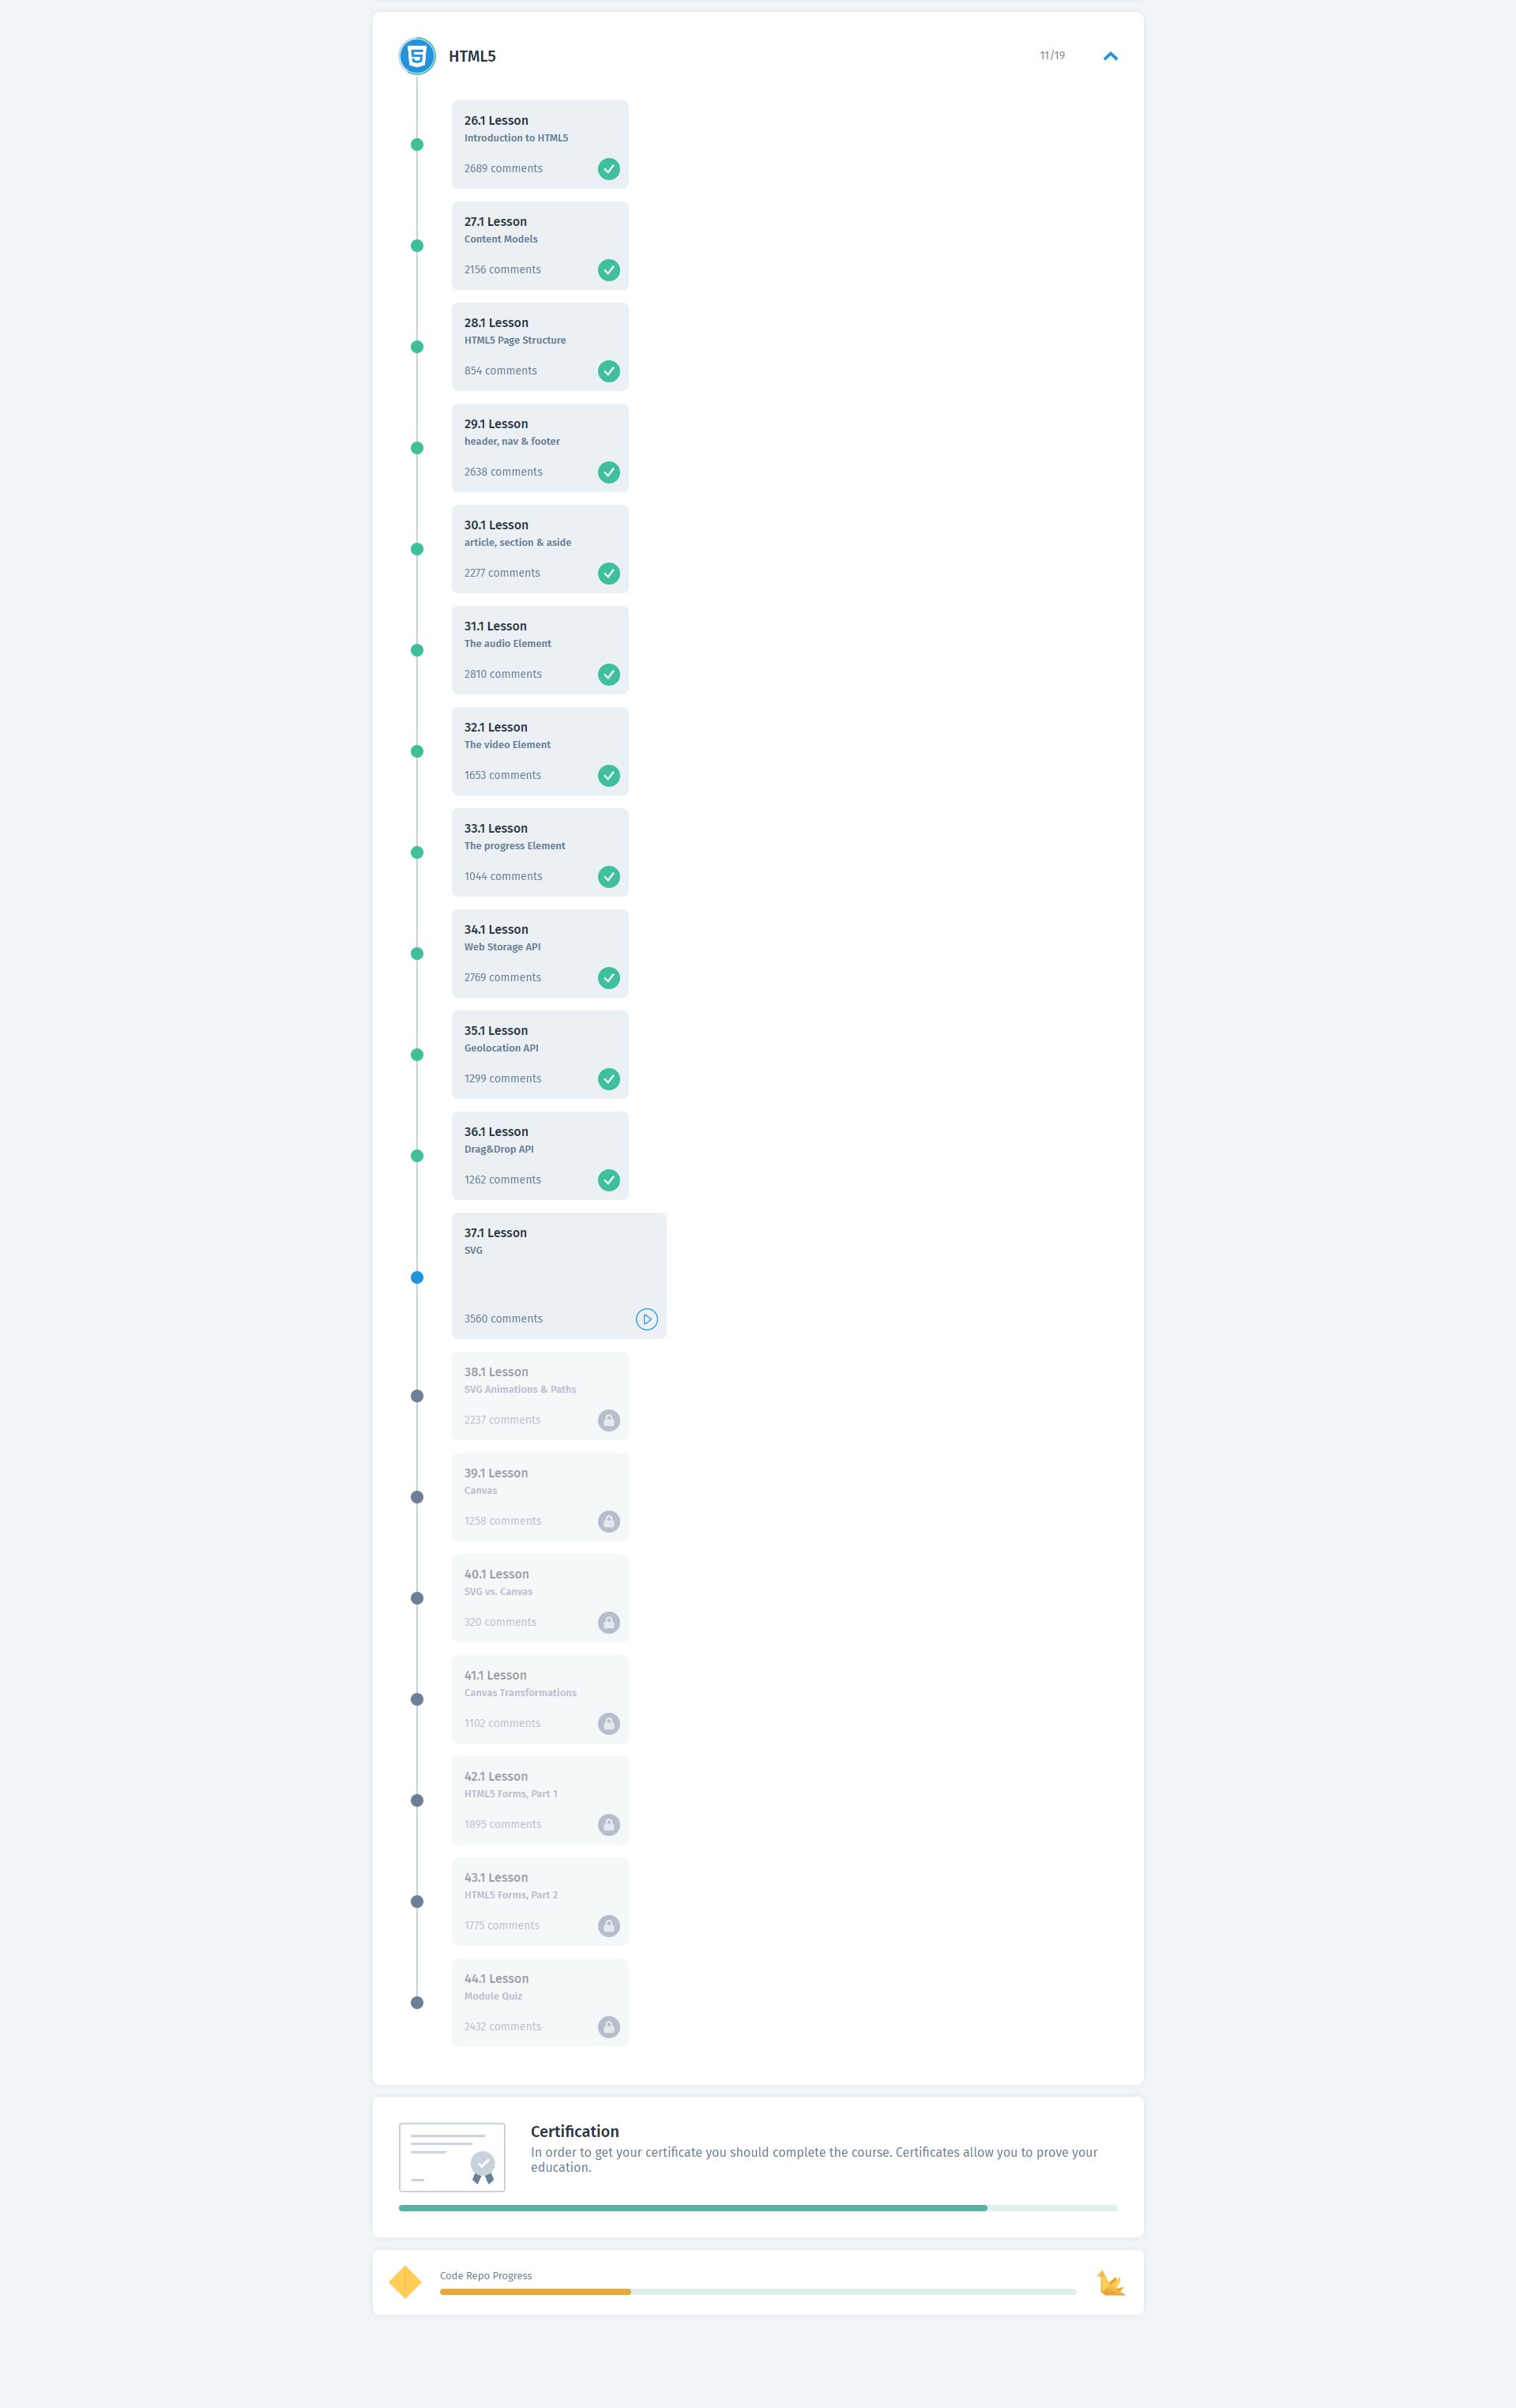 HTML5
11/19
26.1 Lesson
Introduction to HTML5
2689 comments
27.1 Lesson
Content Models
2156 comments
28.1 Lesson
HTML5 Page Structure
854 comments
29.1 Lesson
header, nav & footer
2638 comments
30.1 Lesson
article, section & aside
2277 comments
31.1 Lesson
The audio Element
2810 comments
32.1 Lesson
The video Element
1653 comments
33.1 Lesson
The progress Element
1044 comments
34.1 Lesson
Web Storage API
2769 comments
35.1 Lesson
Geolocation API
1299 comments
36.1 Lesson
Drag&Drop API
1262 comments
37.1 Lesson
SVG
3560 comments
38.1 Lesson
SVG Animations & Paths
2237 comments
39.1 Lesson
Canvas
1258 comments
40.1 Lesson
SVG vs. Canvas
320 comments
41.1 Lesson
Canvas Transformations
1102 comments
42.1 Lesson
HTML5 Forms, Part 1
1895 comments
43.1 Lesson
HTML5 Forms, Part 2
1775 comments
44.1 Lesson
Module Quiz
2432 comments
Certification
In order to get your certificate you should complete the course. Certificates allow you to prove your
education.
Code Repo Progress